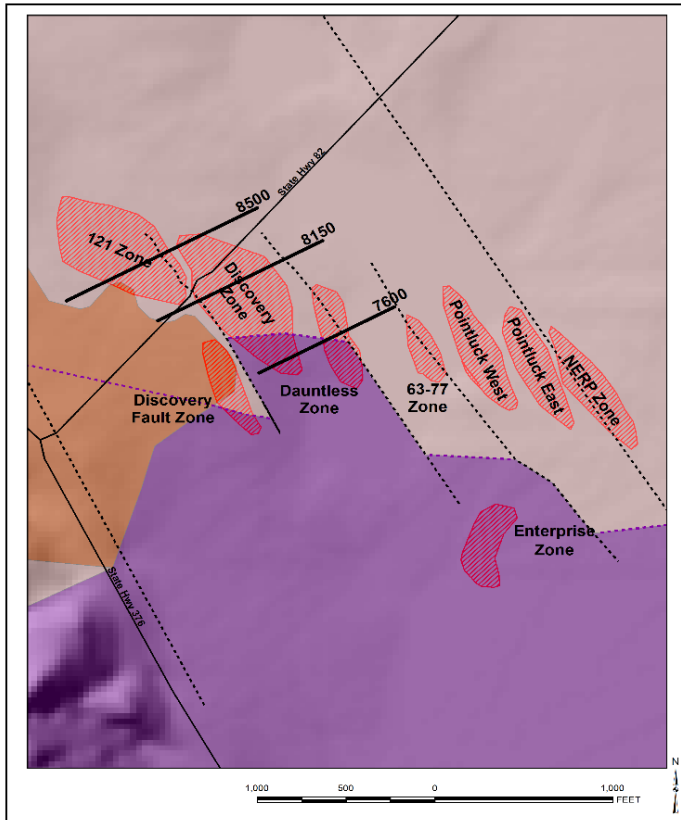 State Hwy 82
8500
8150
121 Zone
Discovery
Zone
7600
Pointluck West
Pointluck East
NERP Zone
Discovery
Fault Zone
Dauntless
Zone
63-77
Zone
Enterprise
Zone
State Hwy 376
N
1,000 500 0 1,000
FEET